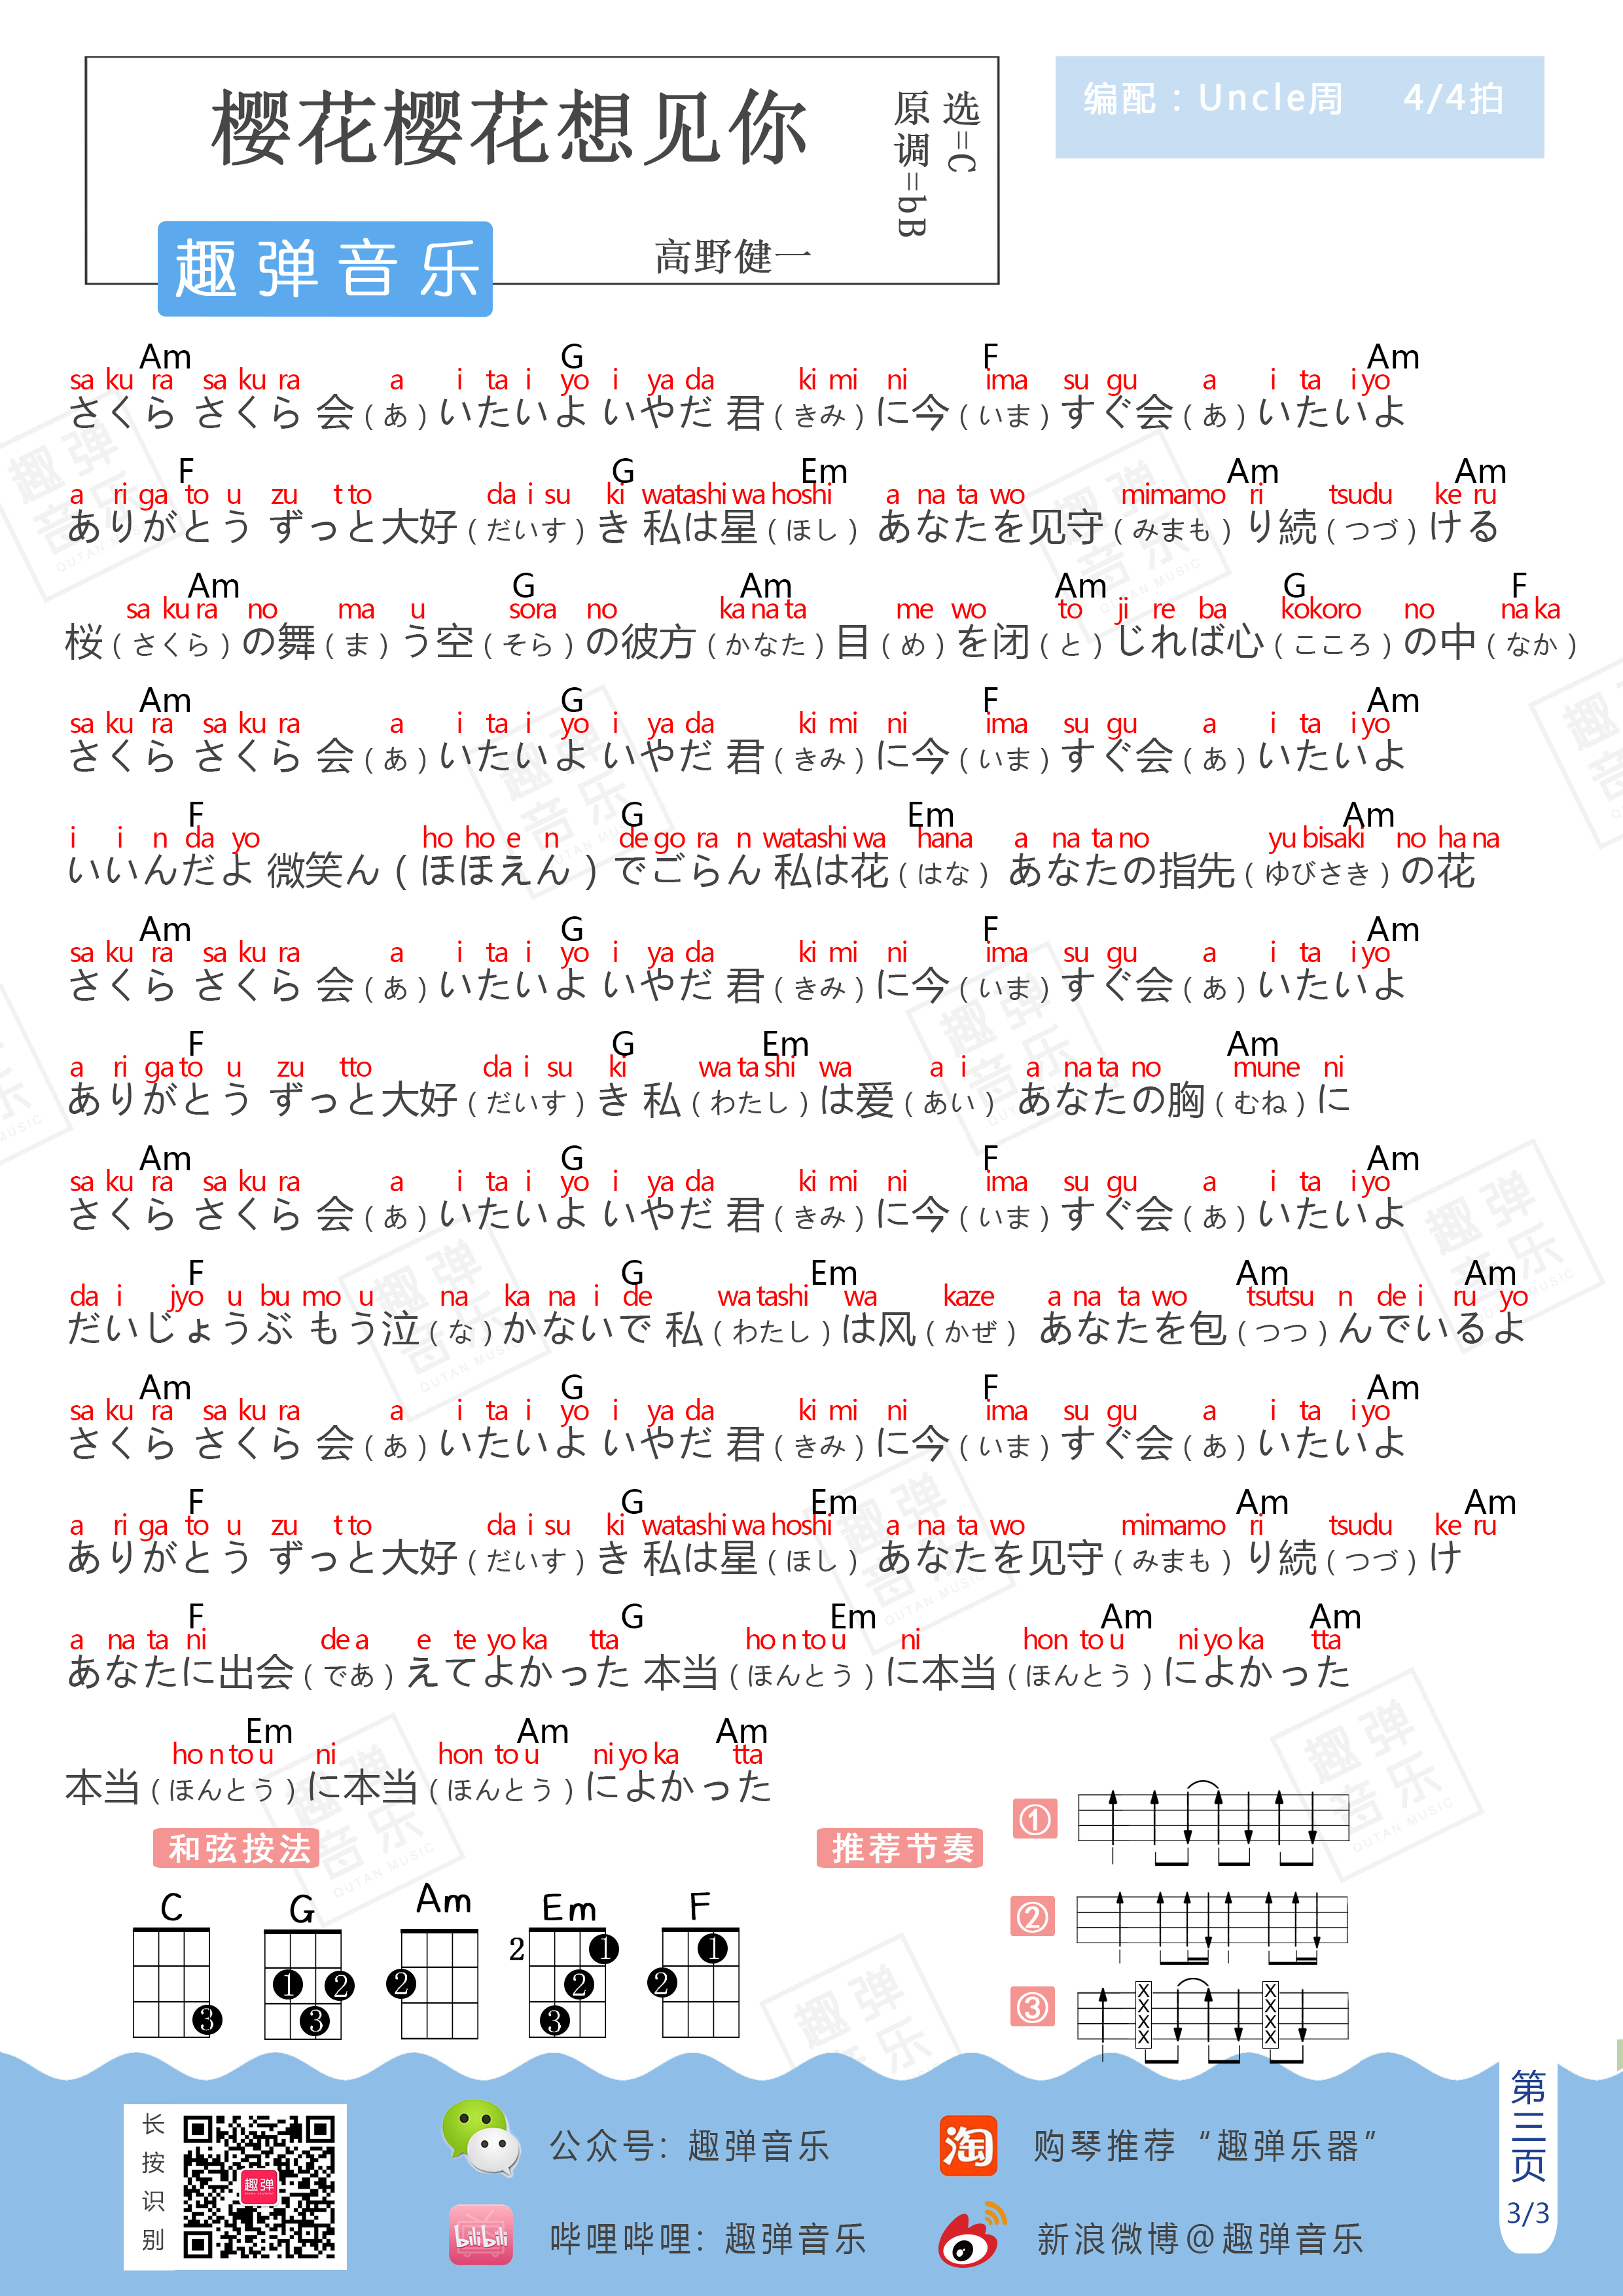 樱花樱花想见你
选=C
原调=bB
高野健一
趣弹音乐
编配：Uncle周 4/4拍
Am G F Am
sa ku ra sa ku ra a i ta i yo i ya da ki mi ni ima su gu a i ta i yo
さくら さくら 会（あ）いたいよ いやだ 君（きみ）に今（いま）すぐ会（あ）いたいよ
F G Em Am Am
a ri ga to u zu t to da i su ki watashi wa hoshi a na ta wo mimamo ri tsudu ke ru
ありがとう ずっと大好（だいす）き 私は星（ほし） あなたを见守（みまも）り続（つづ）ける
Am G Am Am G F
sa ku ra no ma u sora no ka na ta me wo to ji re ba kokoro no na ka
桜（さくら）の舞（ま）う空（そら）の彼方（かなた）目（め）を闭（と）じれば心（こころ）の中（なか）
Am G F Am
sa ku ra sa ku ra a i ta i yo i ya da ki mi ni ima su gu a i ta i yo
さくら さくら 会（あ）いたいよ いやだ 君（きみ）に今（いま）すぐ会（あ）いたいよ
F G Em Am
i i n da yo ho ho e n de go ra n watashi wa hana a na ta no yu bisaki no ha na
いいんだよ 微笑ん（ほほえん）でごらん 私は花（はな） あなたの指先（ゆびさき）の花
Am G F Am
sa ku ra sa ku ra a i ta i yo i ya da ki mi ni ima su gu a i ta i yo
さくら さくら 会（あ）いたいよ いやだ 君（きみ）に今（いま）すぐ会（あ）いたいよ
F G Em Am
a ri ga to u zu tto da i su ki wa ta shi wa a i a na ta no mune ni
ありがとう ずっと大好（だいす）き 私（わたし）は爱（あい） あなたの胸（むね）に
Am G F Am
sa ku ra sa ku ra a i ta i yo i ya da ki mi ni ima su gu a i ta i yo
さくら さくら 会（あ）いたいよ いやだ 君（きみ）に今（いま）すぐ会（あ）いたいよ
F G Em Am Am
da i jyo u bu mo u na ka na i de wa tashi wa kaze a na ta wo tsutsu n de i ru yo
だいじょうぶ もう泣（な）かないで 私（わたし）は风（かぜ） あなたを包（つつ）んでいるよ
Am G F Am
sa ku ra sa ku ra a i ta i yo i ya da ki mi ni ima su gu a i ta i yo
さくら さくら 会（あ）いたいよ いやだ 君（きみ）に今（いま）すぐ会（あ）いたいよ
F G Em Am Am
a ri ga to u zu t to da i su ki watashi wa hoshi a na ta wo mimamo ri tsudu ke ru
ありがとう ずっと大好（だいす）き 私は星（ほし） あなたを见守（みまも）り続（つづ）け
F G Em Am Am
a na ta ni de a e te yo ka tta ho n to u ni hon to u ni yo ka tta
あなたに出会（であ）えてよかった 本当（ほんとう）に本当（ほんとう）によかった
Em Am Am
ho n to u ni hon to u ni yo ka tta
本当（ほんとう）に本当（ほんとう）によかった
和弦按法
C G Am Em F
3
1 2 3
2
2 1 2 3
1 2
推荐节奏
①
②
③
X X X X X X X X
长按识别
趣弹
公众号：趣弹音乐
淘 购琴推荐“趣弹乐器”
bilibili 哔哩哔哩：趣弹音乐
新浪微博@趣弹音乐
第三页
3/3
趣弹音乐
QUTAN MUSIC